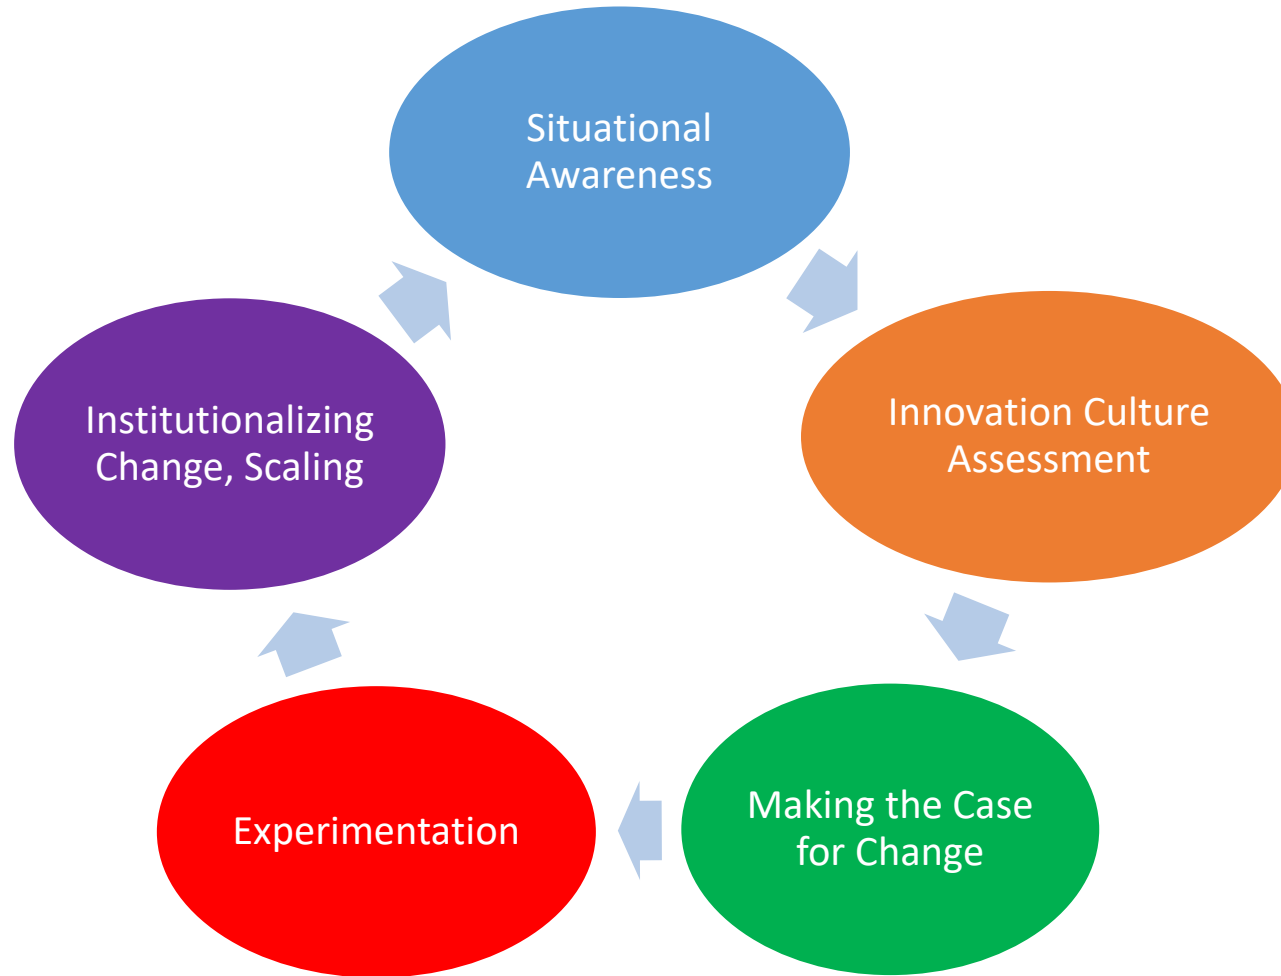 Situational
Awareness
Innovation Culture
Assessment
Making the Case
for Change
Experimentation
Institutionalizing
Change, Scaling